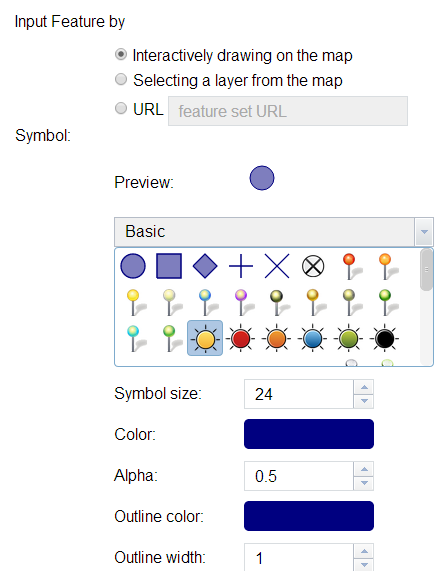 Input Feature by
Interactively drawing on the map
Selecting a layer from the map
URL feature set URL
Symbol:
Preview:
Basic
Symbol size: 24
Color:
Alpha: 0.5
Outline color:
Outline width: 1